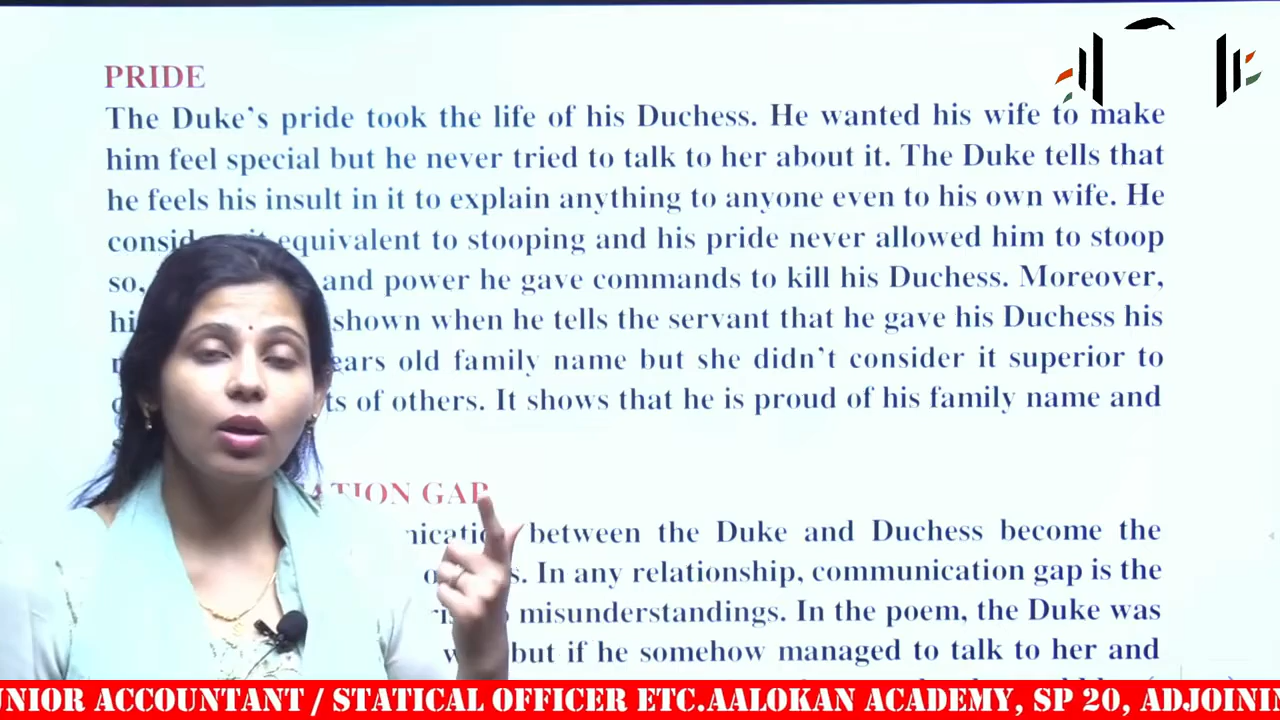 PRIDE
The Duke's pride took the life of his Duchess. He wanted his wife to make
him feel special but he never tried to talk to her about it. The Duke tells that
he feels his insult in it to explain anything to anyone even to his own wife. He
equivalent to stooping and his pride never allowed him to stoop
so, and power he gave commands to kill his Duchess. Moreover,
shown when he tells the servant that he gave his Duchess his
old family name but she didn't consider it superior to
of others. It shows that he is proud of his family name and
GAP
between the Duke and Duchess become the
In any relationship, communication gap is the
misunderstandings. In the poem, the Duke was
but if he somehow managed to talk to her and
UNIOR ACCOUNTANT / STATICAL OFFICER ETC.AALOKAN ACADEMY, SP 20, ADJOININ